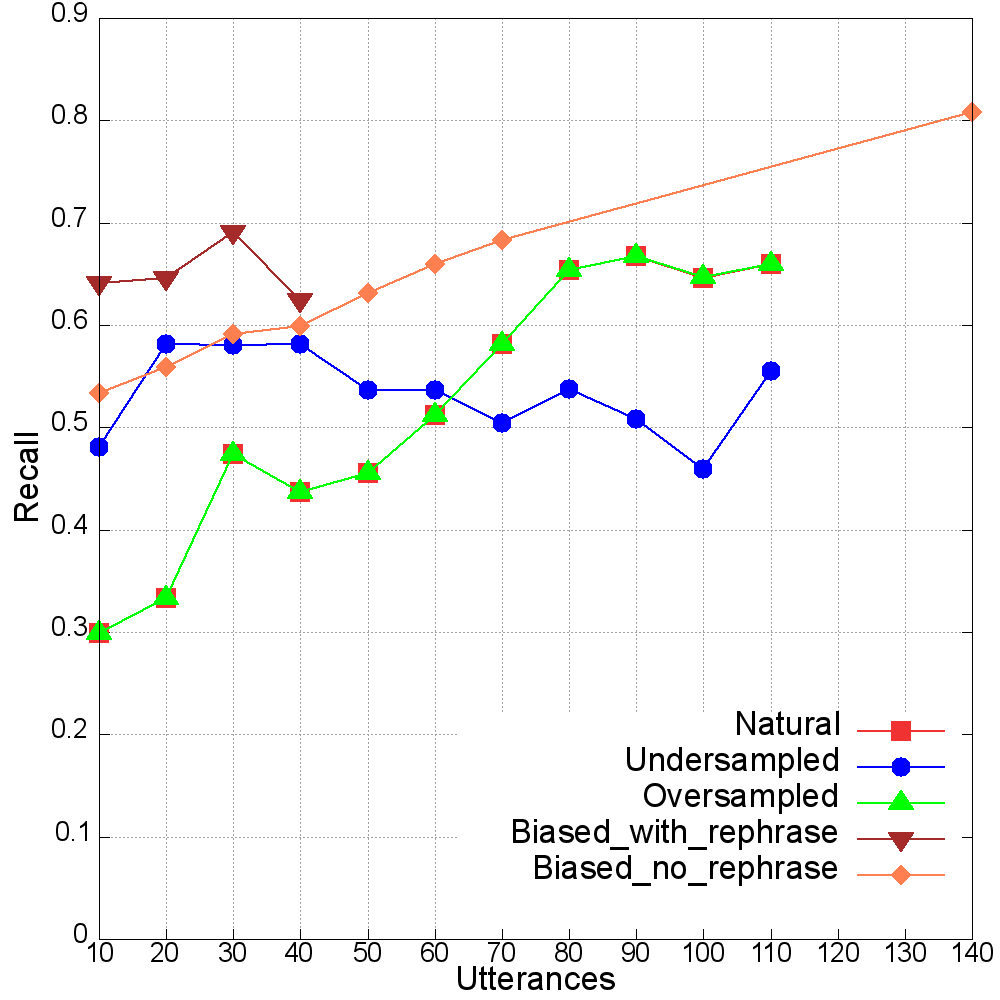 0.9
0.8
0.7
0.6
0.5
0.4
0.3
0.2
0.1
0
Recall
Natural
Undersampled
Oversampled
Biased_with_rephrase
Biased_no_rephrase
10 20 30 40 50 60 70 80 90 100 110 120 130 140
Utterances